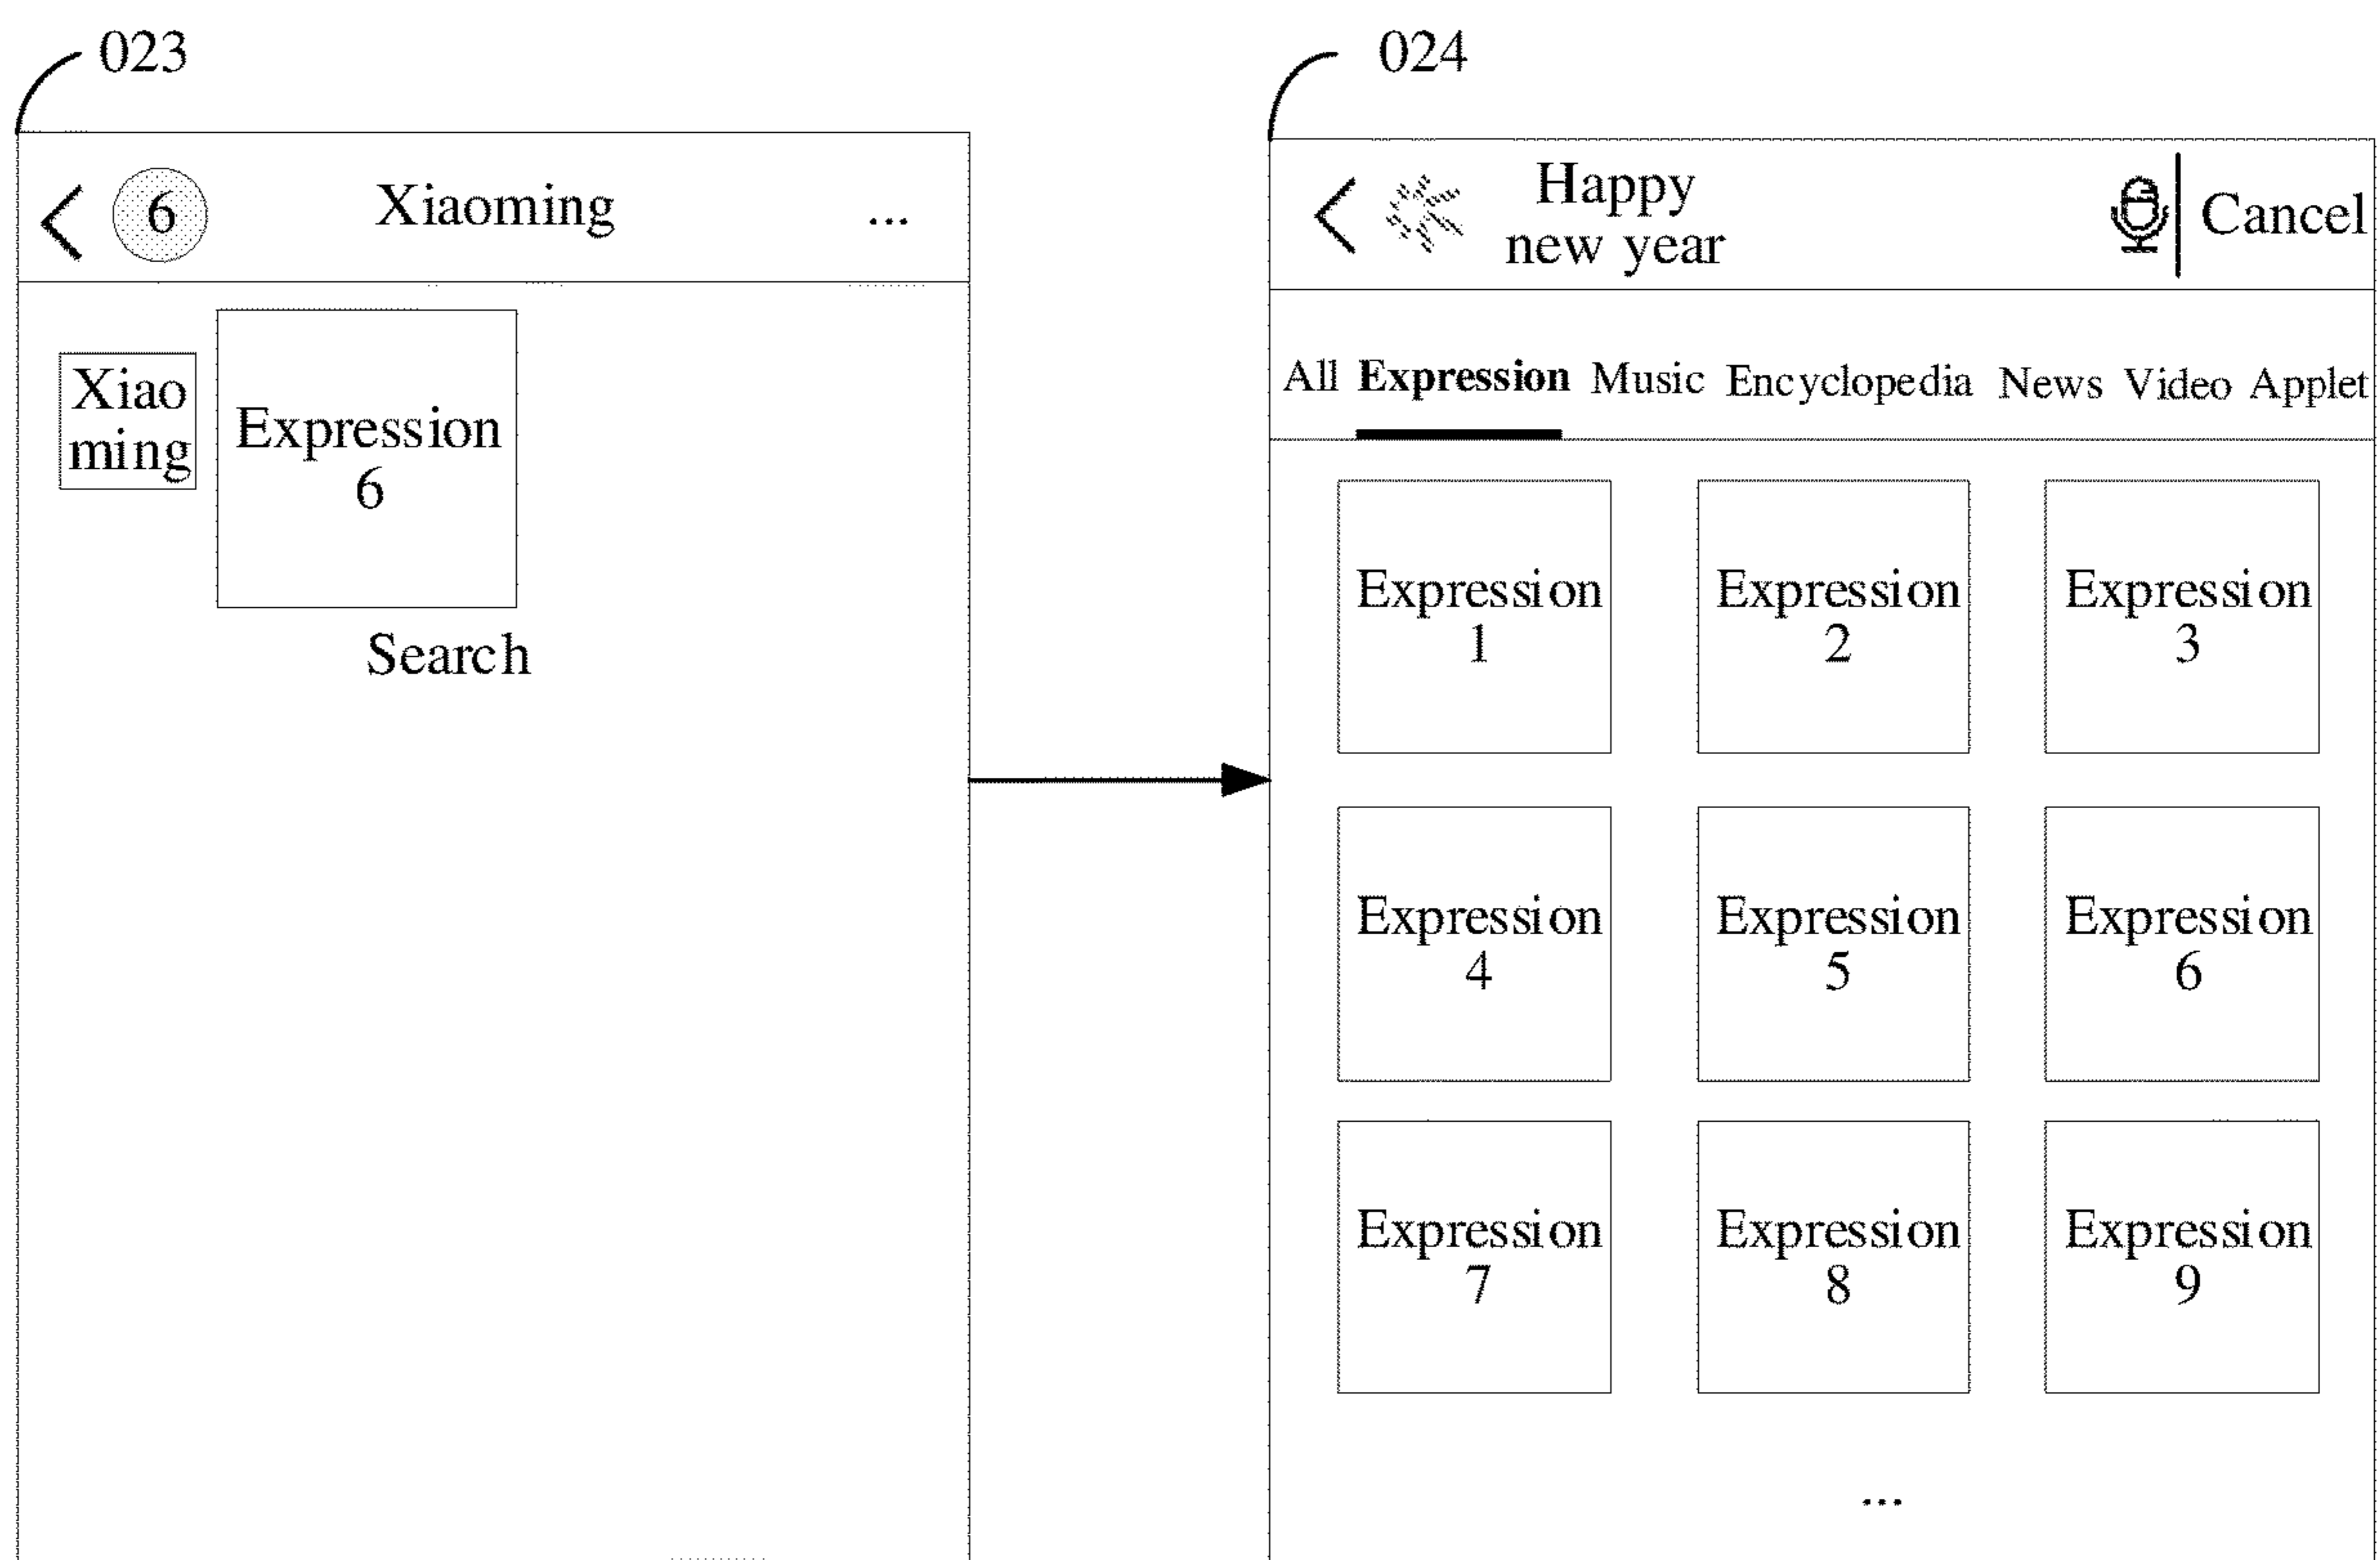 023
6
Xiaoming
...
Xiao
ming
Expression
6
Search
024
Happy
new year
Cancel
All Expression Music Encyclopedia News Video Applet
Expression
1
Expression
2
Expression
3
Expression
4
Expression
5
Expression
6
Expression
7
Expression
8
Expression
9
...